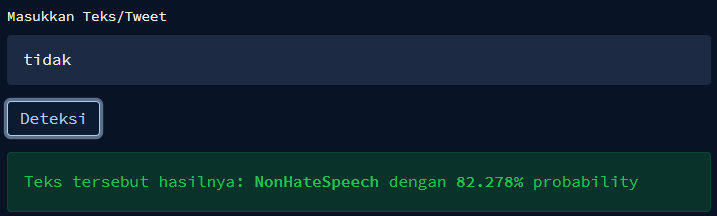 Masukkan Teks/Tweet
tidak
Deteksi
Teks tersebut hasilnya: NonHateSpeech dengan 82.278% probability